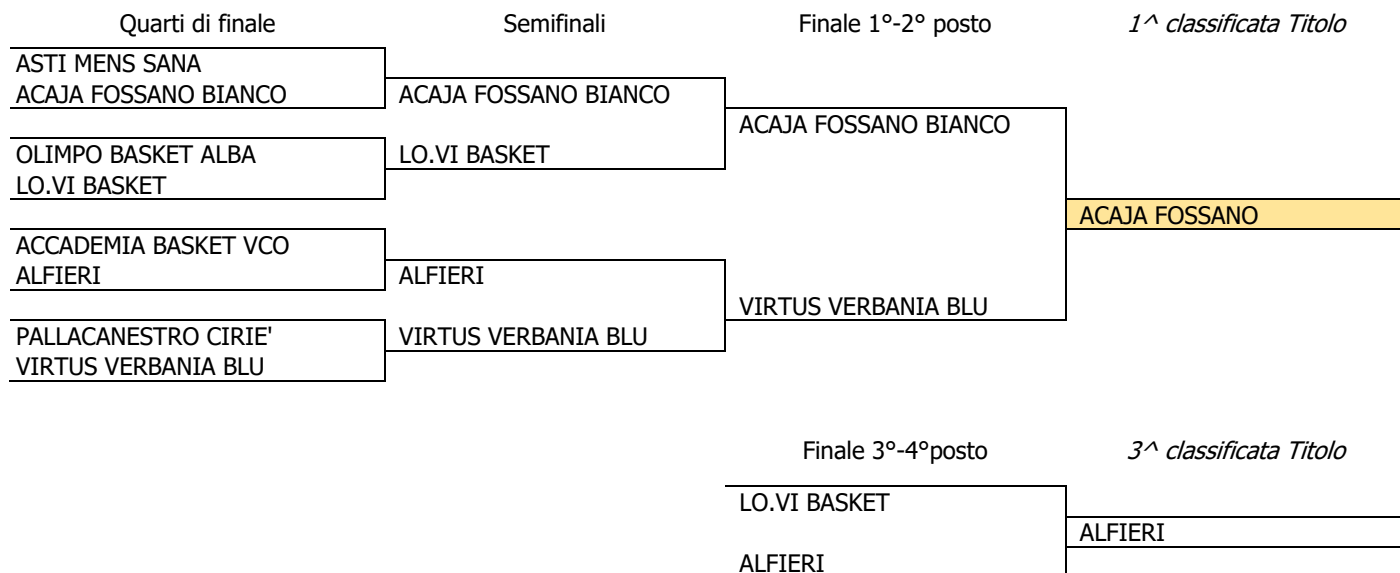 Quarti di finale
Semifinali
Finale 1°-2° posto
1^ classificata Titolo
ASTI MENS SANA
ACAJA FOSSANO BIANCO
ACAJA FOSSANO BIANCO
ACAJA FOSSANO BIANCO
OLIMPO BASKET ALBA
LO.VI BASKET
LO.VI BASKET
ACAJA FOSSANO
ACCADEMIA BASKET VCO
ALFIERI
ALFIERI
VIRTUS VERBANIA BLU
PALLACANESTRO CIRIE'
VIRTUS VERBANIA BLU
VIRTUS VERBANIA BLU
Finale 3°-4°posto
3^ classificata Titolo
LO.VI BASKET
ALFIERI
ALFIERI